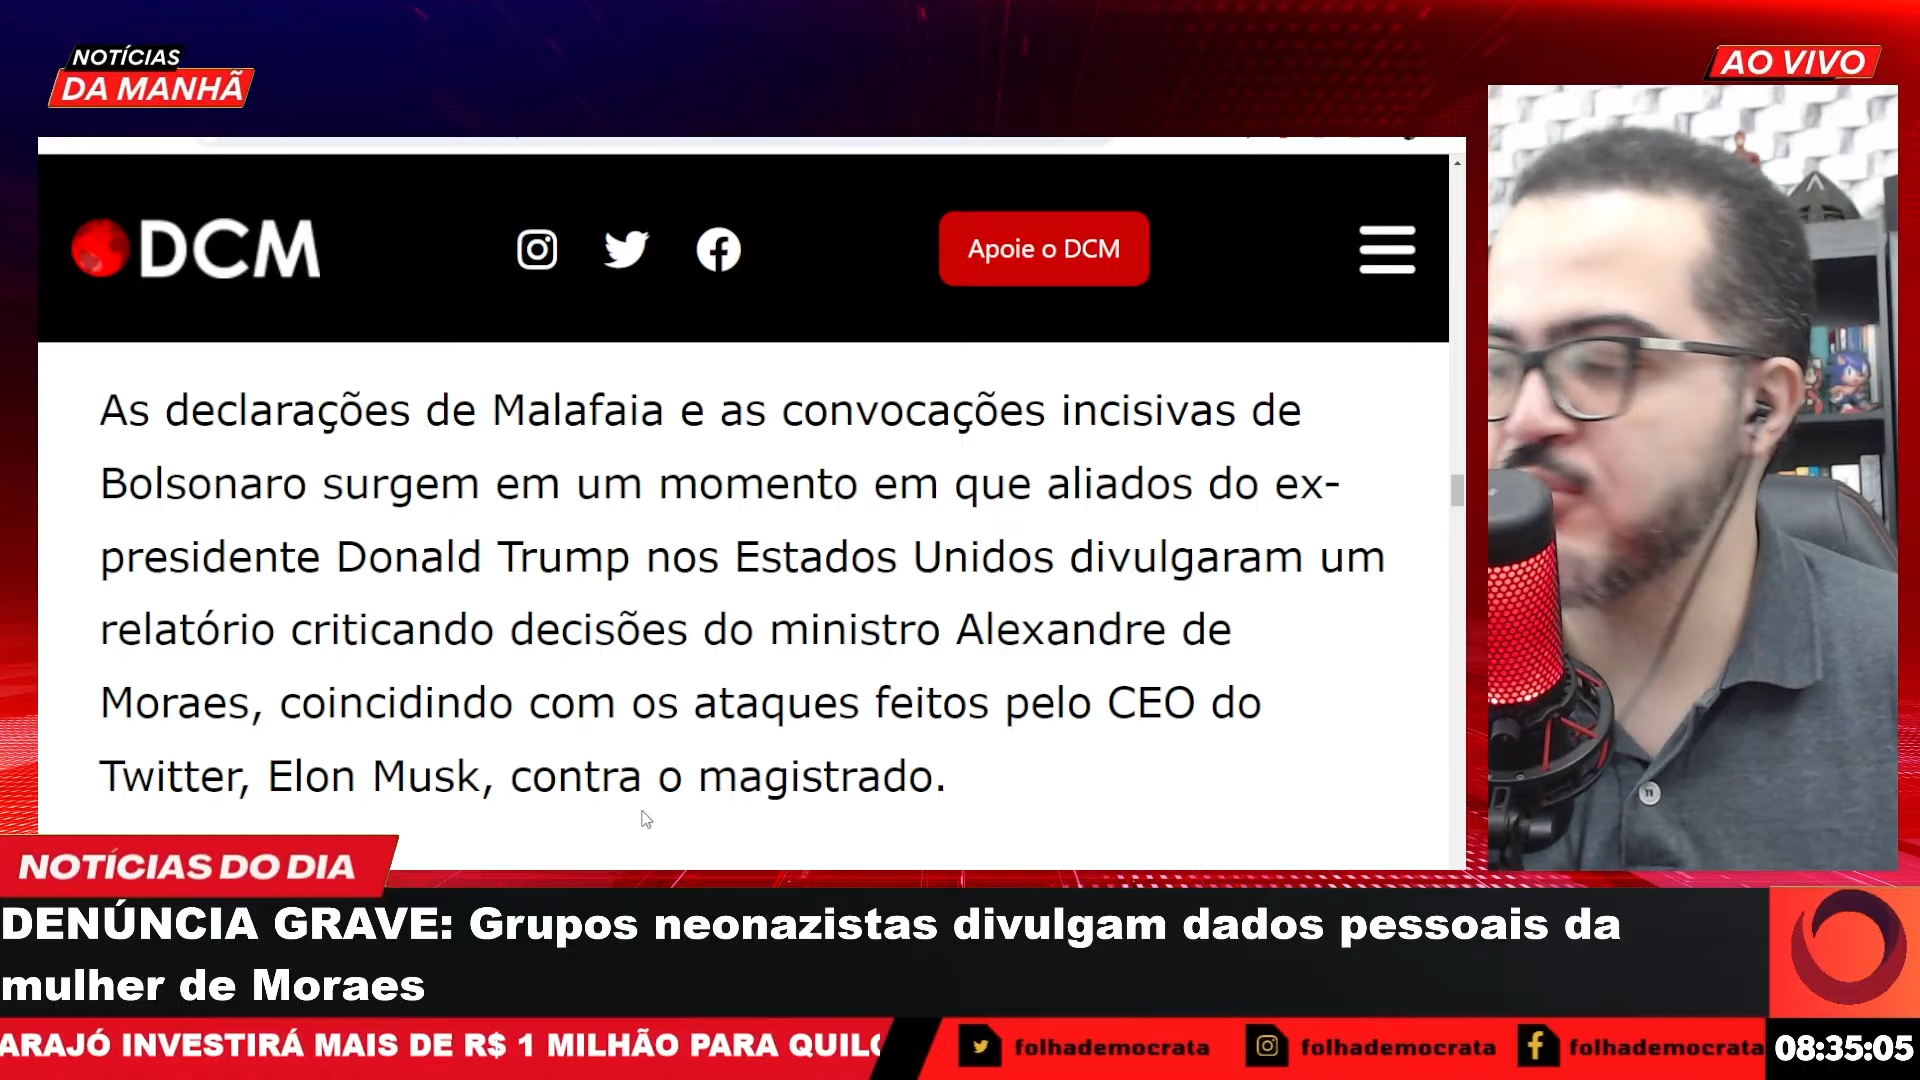 NOTÍCIAS
DA MANHÃ
AO VIVO
DCM
Apoie o DCM
As declarações de Malafaia e as convocações incisivas de
Bolsonaro surgem em um momento em que aliados do ex-
presidente Donald Trump nos Estados Unidos divulgaram um
relatório criticando decisões do ministro Alexandre de
Moraes, coincidindo com os ataques feitos pelo CEO do
Twitter, Elon Musk, contra o magistrado.
NOTÍCIAS DO DIA
DENÚNCIA GRAVE: Grupos neonazistas divulgam dados pessoais da
mulher de Moraes
ARAJÓ INVESTIRÁ MAIS DE R$ 1 MILHÃO PARA QUILO
folhademocrata
folhademocrata
folhademocrata
08:35:05